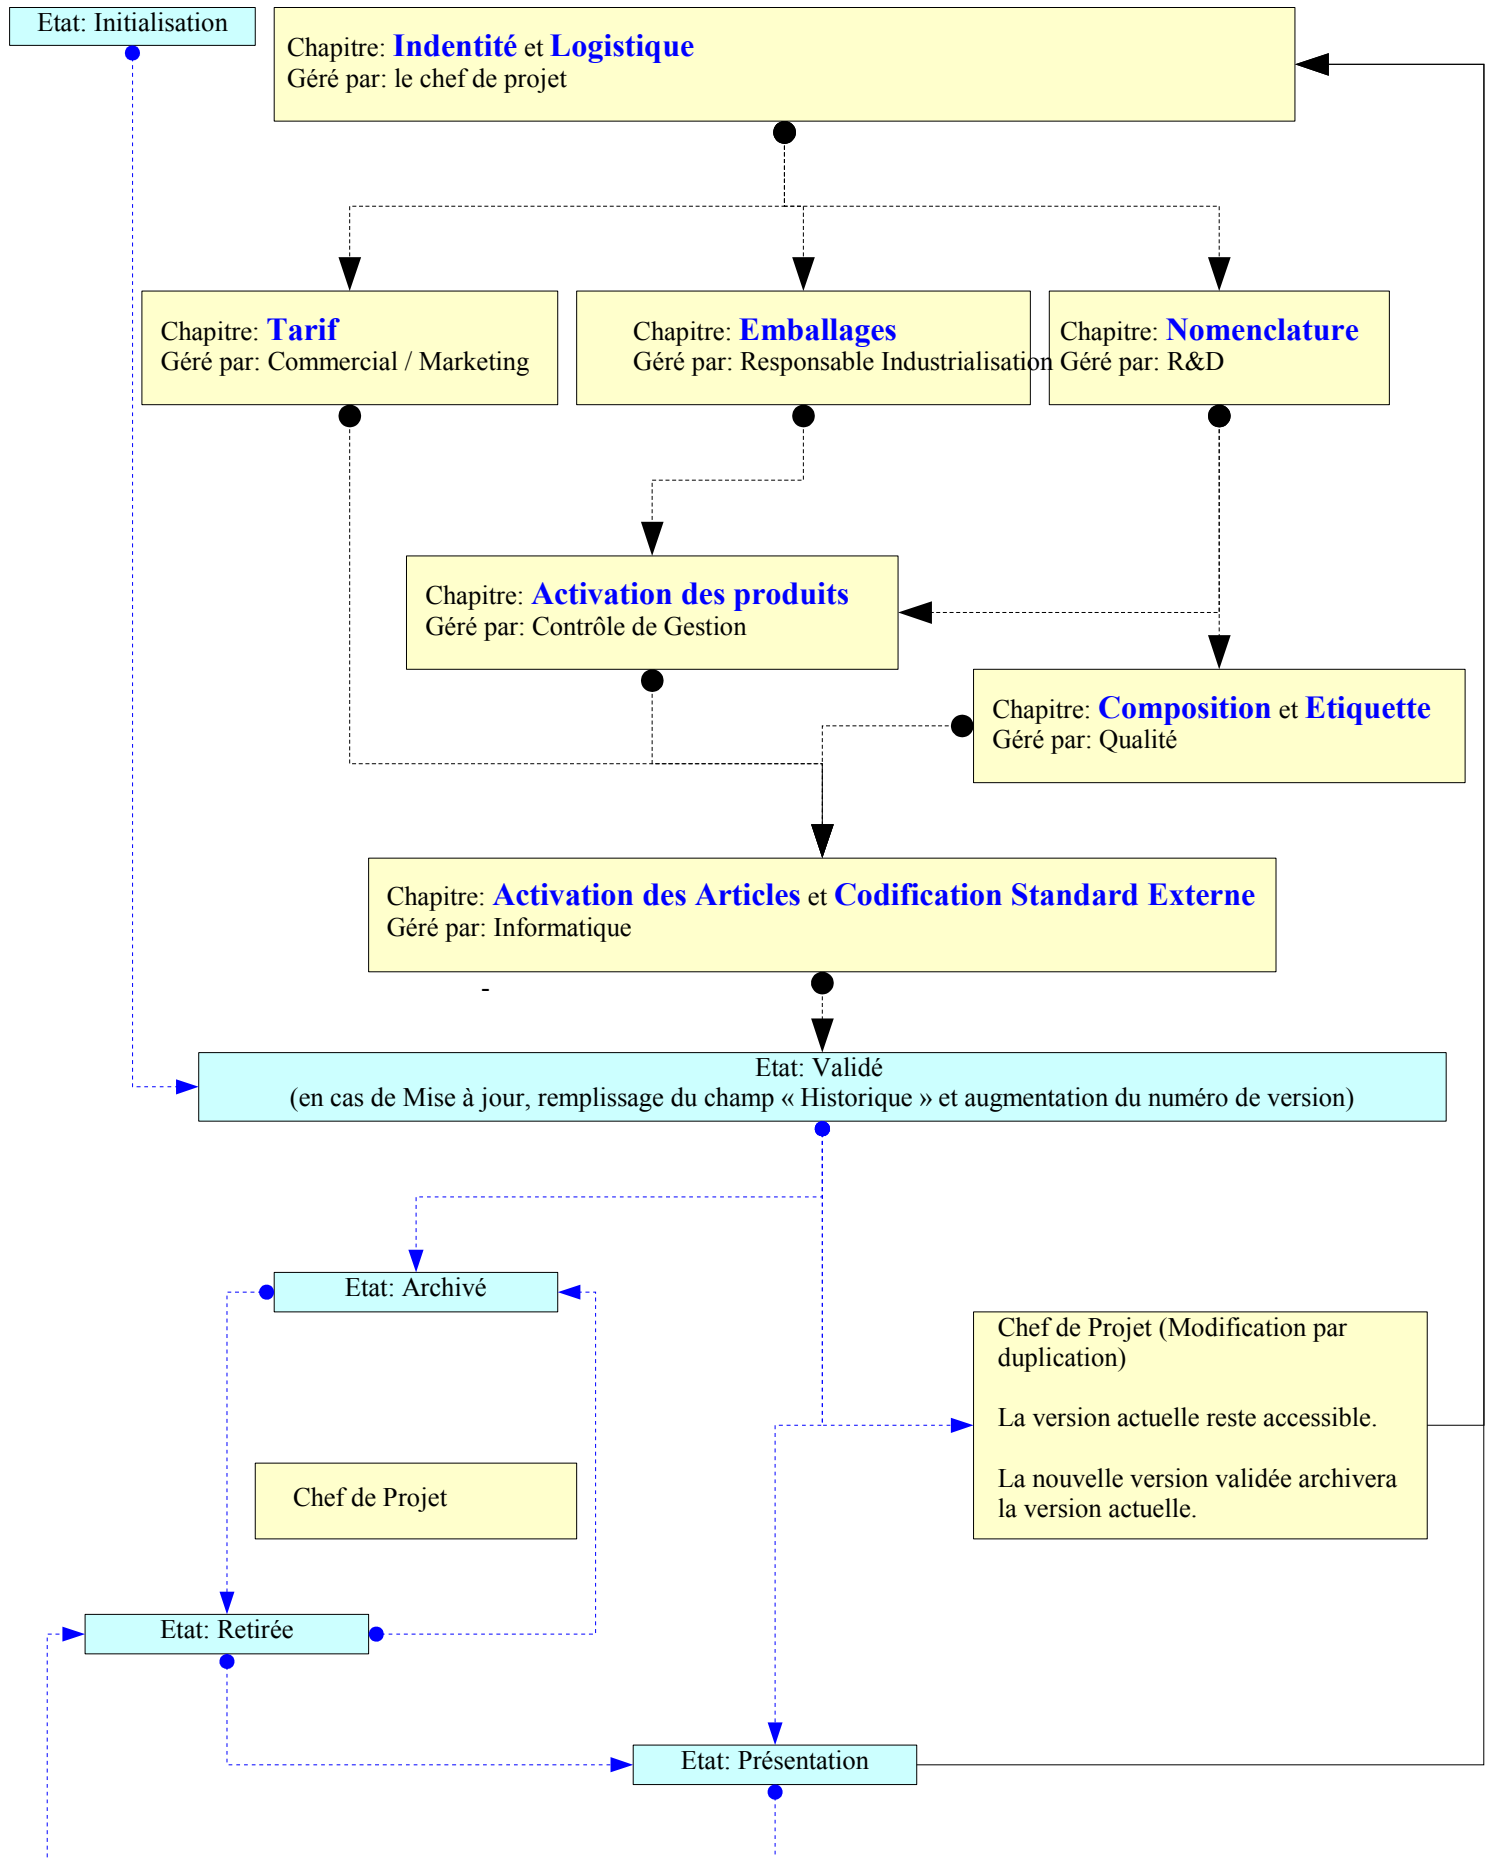 Etat: Initialisation
Chapitre: Indentité et Logistique
Géré par: le chef de projet
Chapitre: Tarif
Géré par: Commercial / Marketing
Chapitre: Emballages
Géré par: Responsable Industrialisation
Chapitre: Nomenclature
Géré par: R&D
Chapitre: Activation des produits
Géré par: Contrôle de Gestion
Chapitre: Composition et Etiquette
Géré par: Qualité
Chapitre: Activation des Articles et Codification Standard Externe
Géré par: Informatique
-
Etat: Validé
(en cas de Mise à jour, remplissage du champ « Historique » et augmentation du numéro de version)
Etat: Archivé
Chef de Projet (Modification par
duplication)
La version actuelle reste accessible.
La nouvelle version validée archivera
la version actuelle.
Chef de Projet
Etat: Retirée
Etat: Présentation